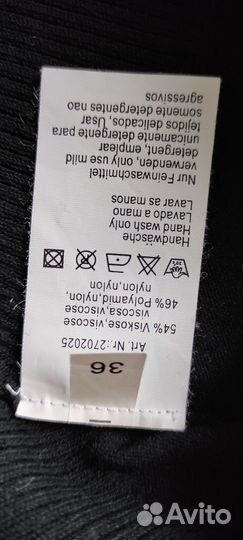 36
Art. Nr.:2702025
54% Viskose,viscose
viscosa,viscose
46% Polyamid,nylon,
nylon,nylon
Handwäsche
Hand wash only
Lavado a mano
Lavar as manos
Nur Feinwaschmittel
verwenden, only use mild
detergent, emplear
unicamente detergente para
tejidos delicados, Usar
somente detergentes nao
agressivos
Avito